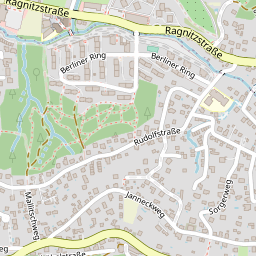 Ragnitzstraße
Ragnitzstraße
Berliner Ring
Berliner Ring
Rudolfstraße
Mallitschweg
Janneckweg
Sorgerweg